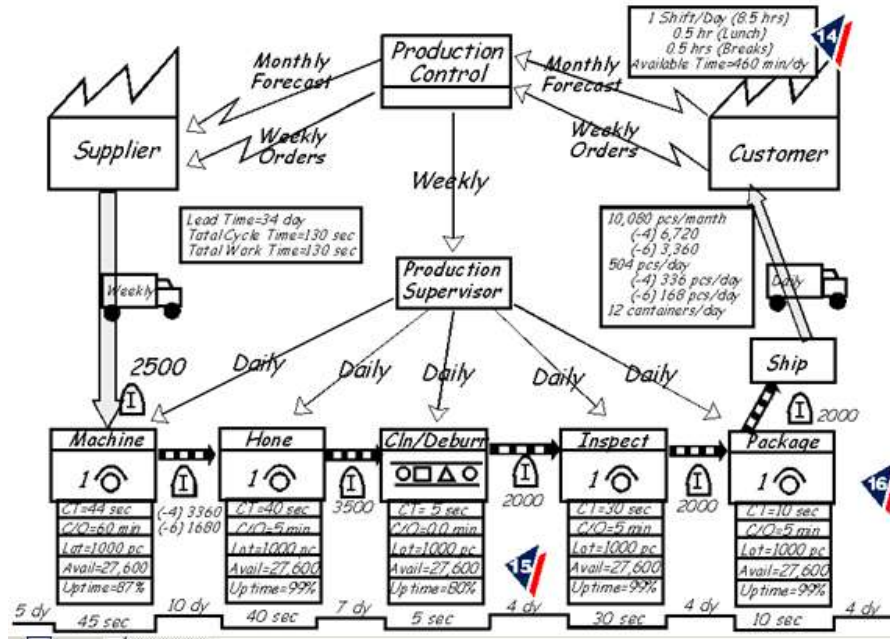 1 Shift/Day (8.5 hrs)
0.5 hr (Lunch)
0.5 hrs (Breaks)
Available Time=460 min/dy
14
Production
Control
Monthly
Forecast
Monthly
Forecast
Supplier
Weekly
Orders
Weekly
Orders
Customer
Weekly
Lead Time=34 day
Total Cycle Time=130 sec
Total Work Time=130 sec
10,080 pcs/month
(-4) 6,720
(-6) 3,360
504 pcs/day
(-4) 336 pcs/day
(-6) 168 pcs/day
12 containers/day
Weekly
Daily
Production
Supervisor
2500
I
Daily
Daily
Daily
Daily
Daily
Ship
I
2000
Machine
1
CT=44 sec
C/O=60 min
Lot=1000 pc
Avail=27,600
Uptime=87%
I
(-4) 3360
(-6) 1680
Hone
1
CT=40 sec
C/O=5 min
Lot=1000 pc
Avail=27,600
Uptime=99%
I
3500
Cln/Deburr
CT= 5 sec
C/O=0.0 min
Lot=1000 pc
Avail=27,600
Uptime=80%
I
2000
15
Inspect
1
CT=30 sec
C/O=5 min
Lot=1000 pc
Avail=27,600
Uptime=99%
I
2000
Package
1
CT=10 sec
C/O=5 min
Lot=1000 pc
Avail=27,600
Uptime=99%
16
5 dy
45 sec
10 dy
40 sec
7 dy
5 sec
4 dy
30 sec
4 dy
10 sec
4 dy